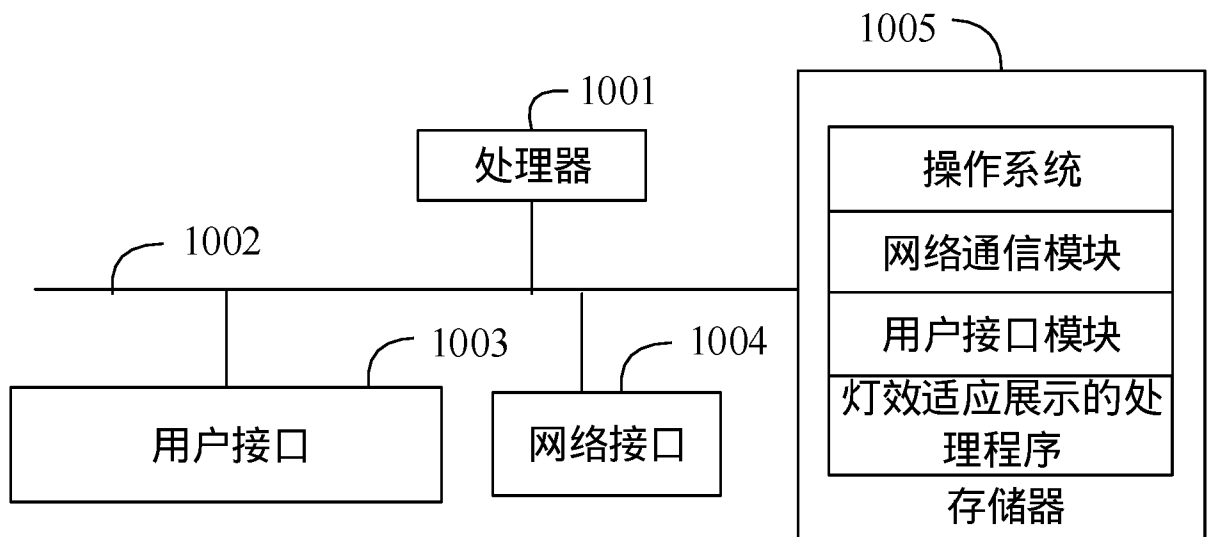 1005
1001
处理器
操作系统
1002
网络通信模块
1003
1004
用户接口模块
用户接口
网络接口
灯效适应展示的处
理程序
存储器